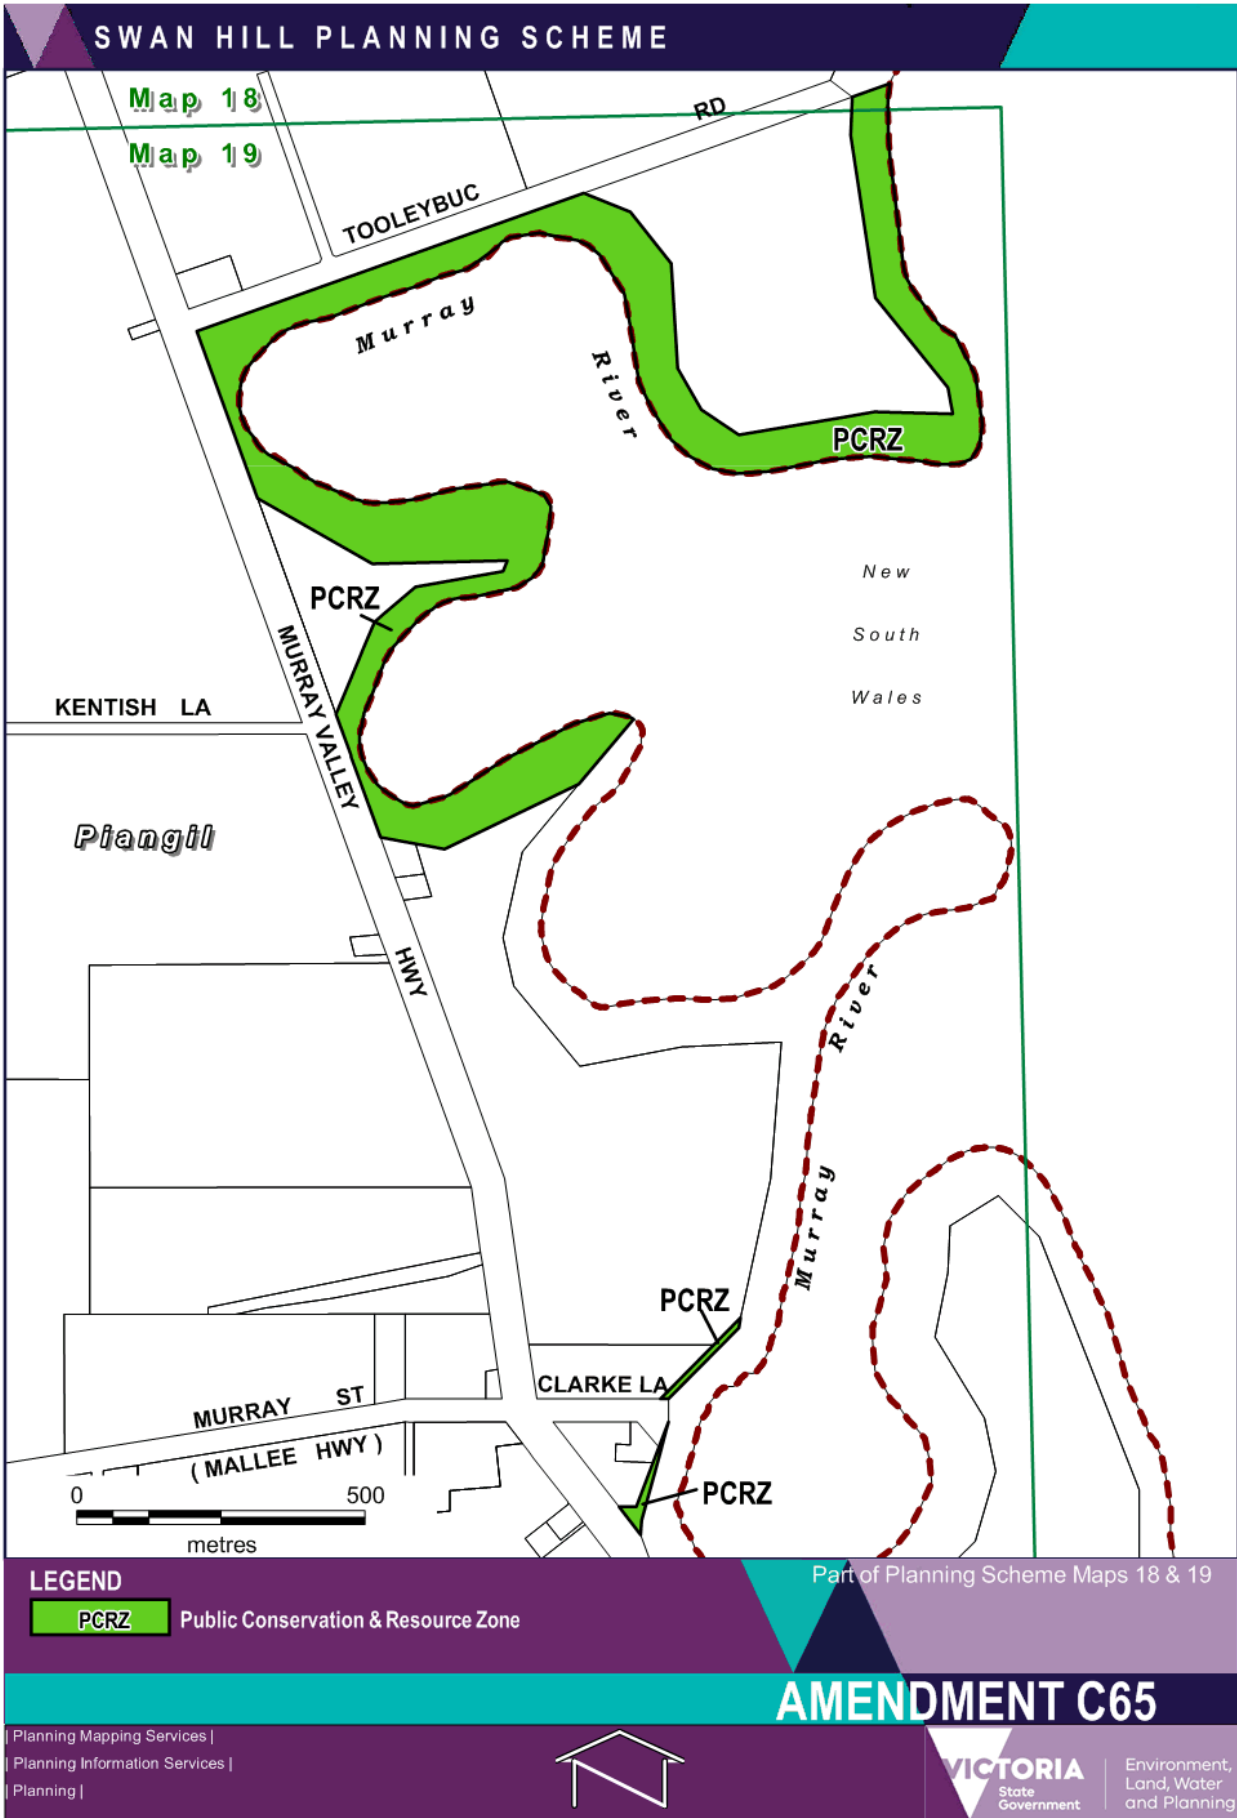 SWAN HILL PLANNING SCHEME
Map 18
Map 19
RD
TOOLEYBUC
Murray
River
PCRZ
New
South
Wales
PCRZ
MURRAY VALLEY
KENTISH LA
Piangil
HWY
River
Murray
PCRZ
CLARKE LA
MURRAY ST
(MALLEE HWY)
PCRZ
0 500
metres
LEGEND
PCRZ Public Conservation & Resource Zone
Part of Planning Scheme Maps 18 & 19
AMENDMENT C65
| Planning Mapping Services |
| Planning Information Services |
| Planning |
VICTORIA
State
Government
Environment,
Land, Water
and Planning